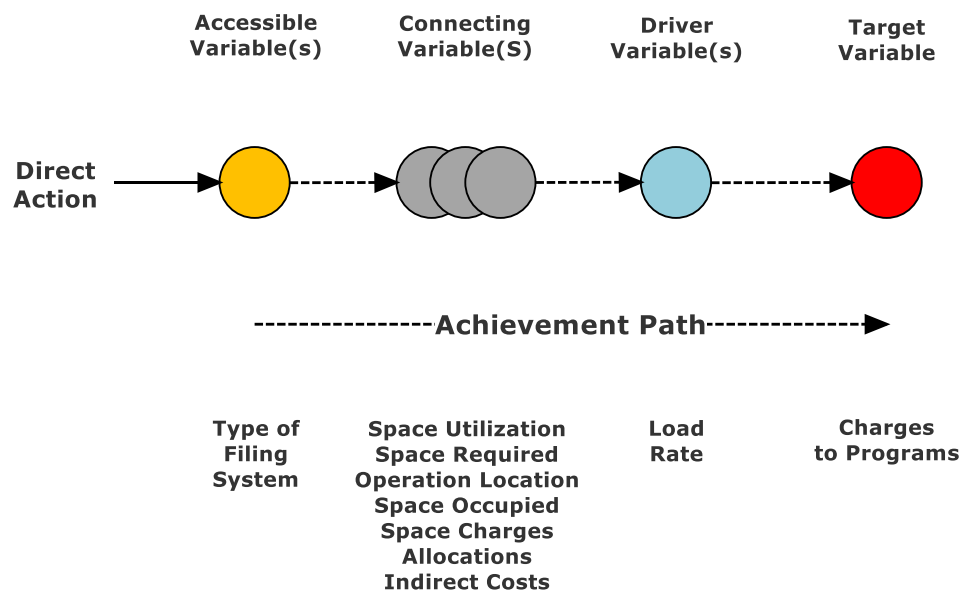 Accessible
Variable(s)
Connecting
Variable(S)
Driver
Variable(s)
Target
Variable
Direct
Action
Achievement Path
Type of
Filing
System
Space Utilization
Space Required
Operation Location
Space Occupied
Space Charges
Allocations
Indirect Costs
Load
Rate
Charges
to Programs